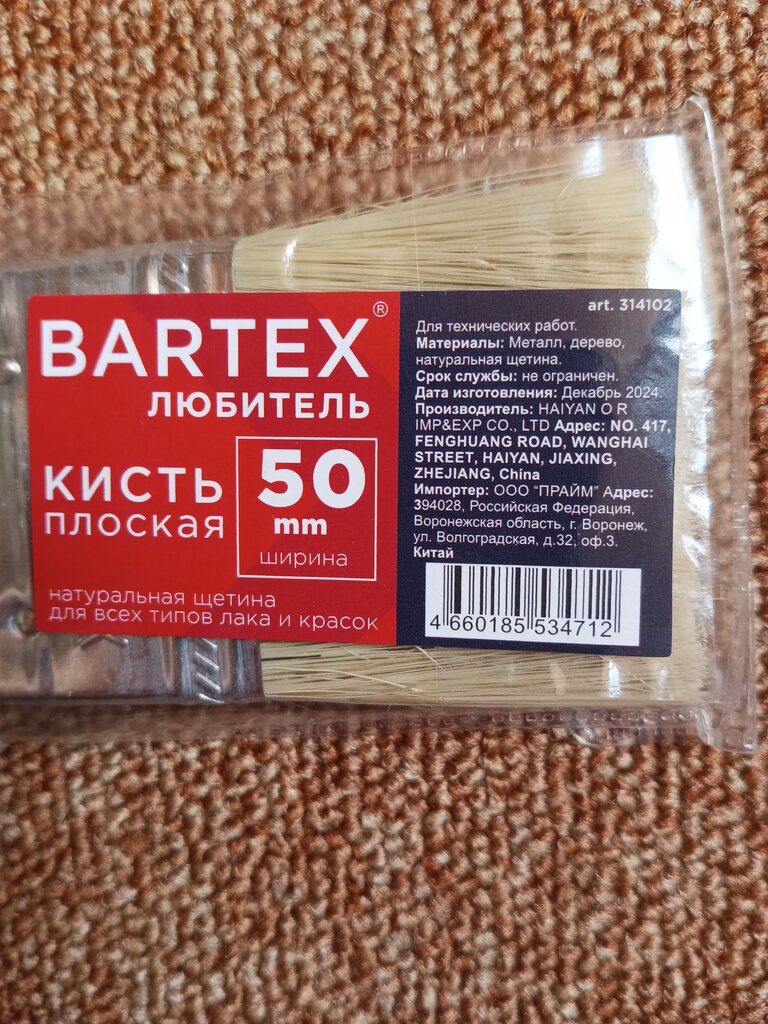 BARTEX®
ЛЮБИТЕЛЬ
КИСТЬ
ПЛОСКАЯ
50
mm
ширина
натуральная щетина
для всех типов лака и красок
art. 314102
Для технических работ.
Материалы: Металл, дерево,
натуральная щетина.
Срок службы: не ограничен.
Дата изготовления: Декабрь 2024.
Производитель: HAIYAN O R
IMP&EXP CO., LTD Адрес: NO. 417,
FENGHUANG ROAD, WANGHAI
STREET, HAIYAN, JIAXING,
ZHEJIANG, China
Импортер: ООО "ПРАЙМ" Адрес:
394028, Российская Федерация,
Воронежская область, г. Воронеж,
ул. Волгоградская, д.32, оф.3.
Китай
4 660185 534712